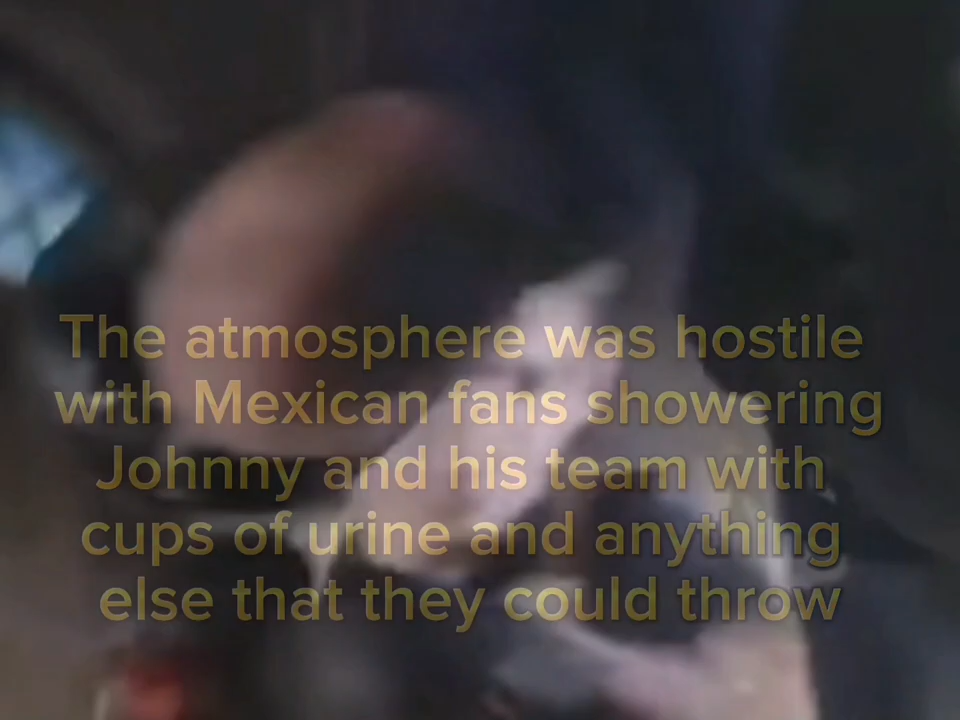 The atmosphere was hostile
with Mexican fans showering
Johnny and his team with
cups of urine and anything
else that they could throw